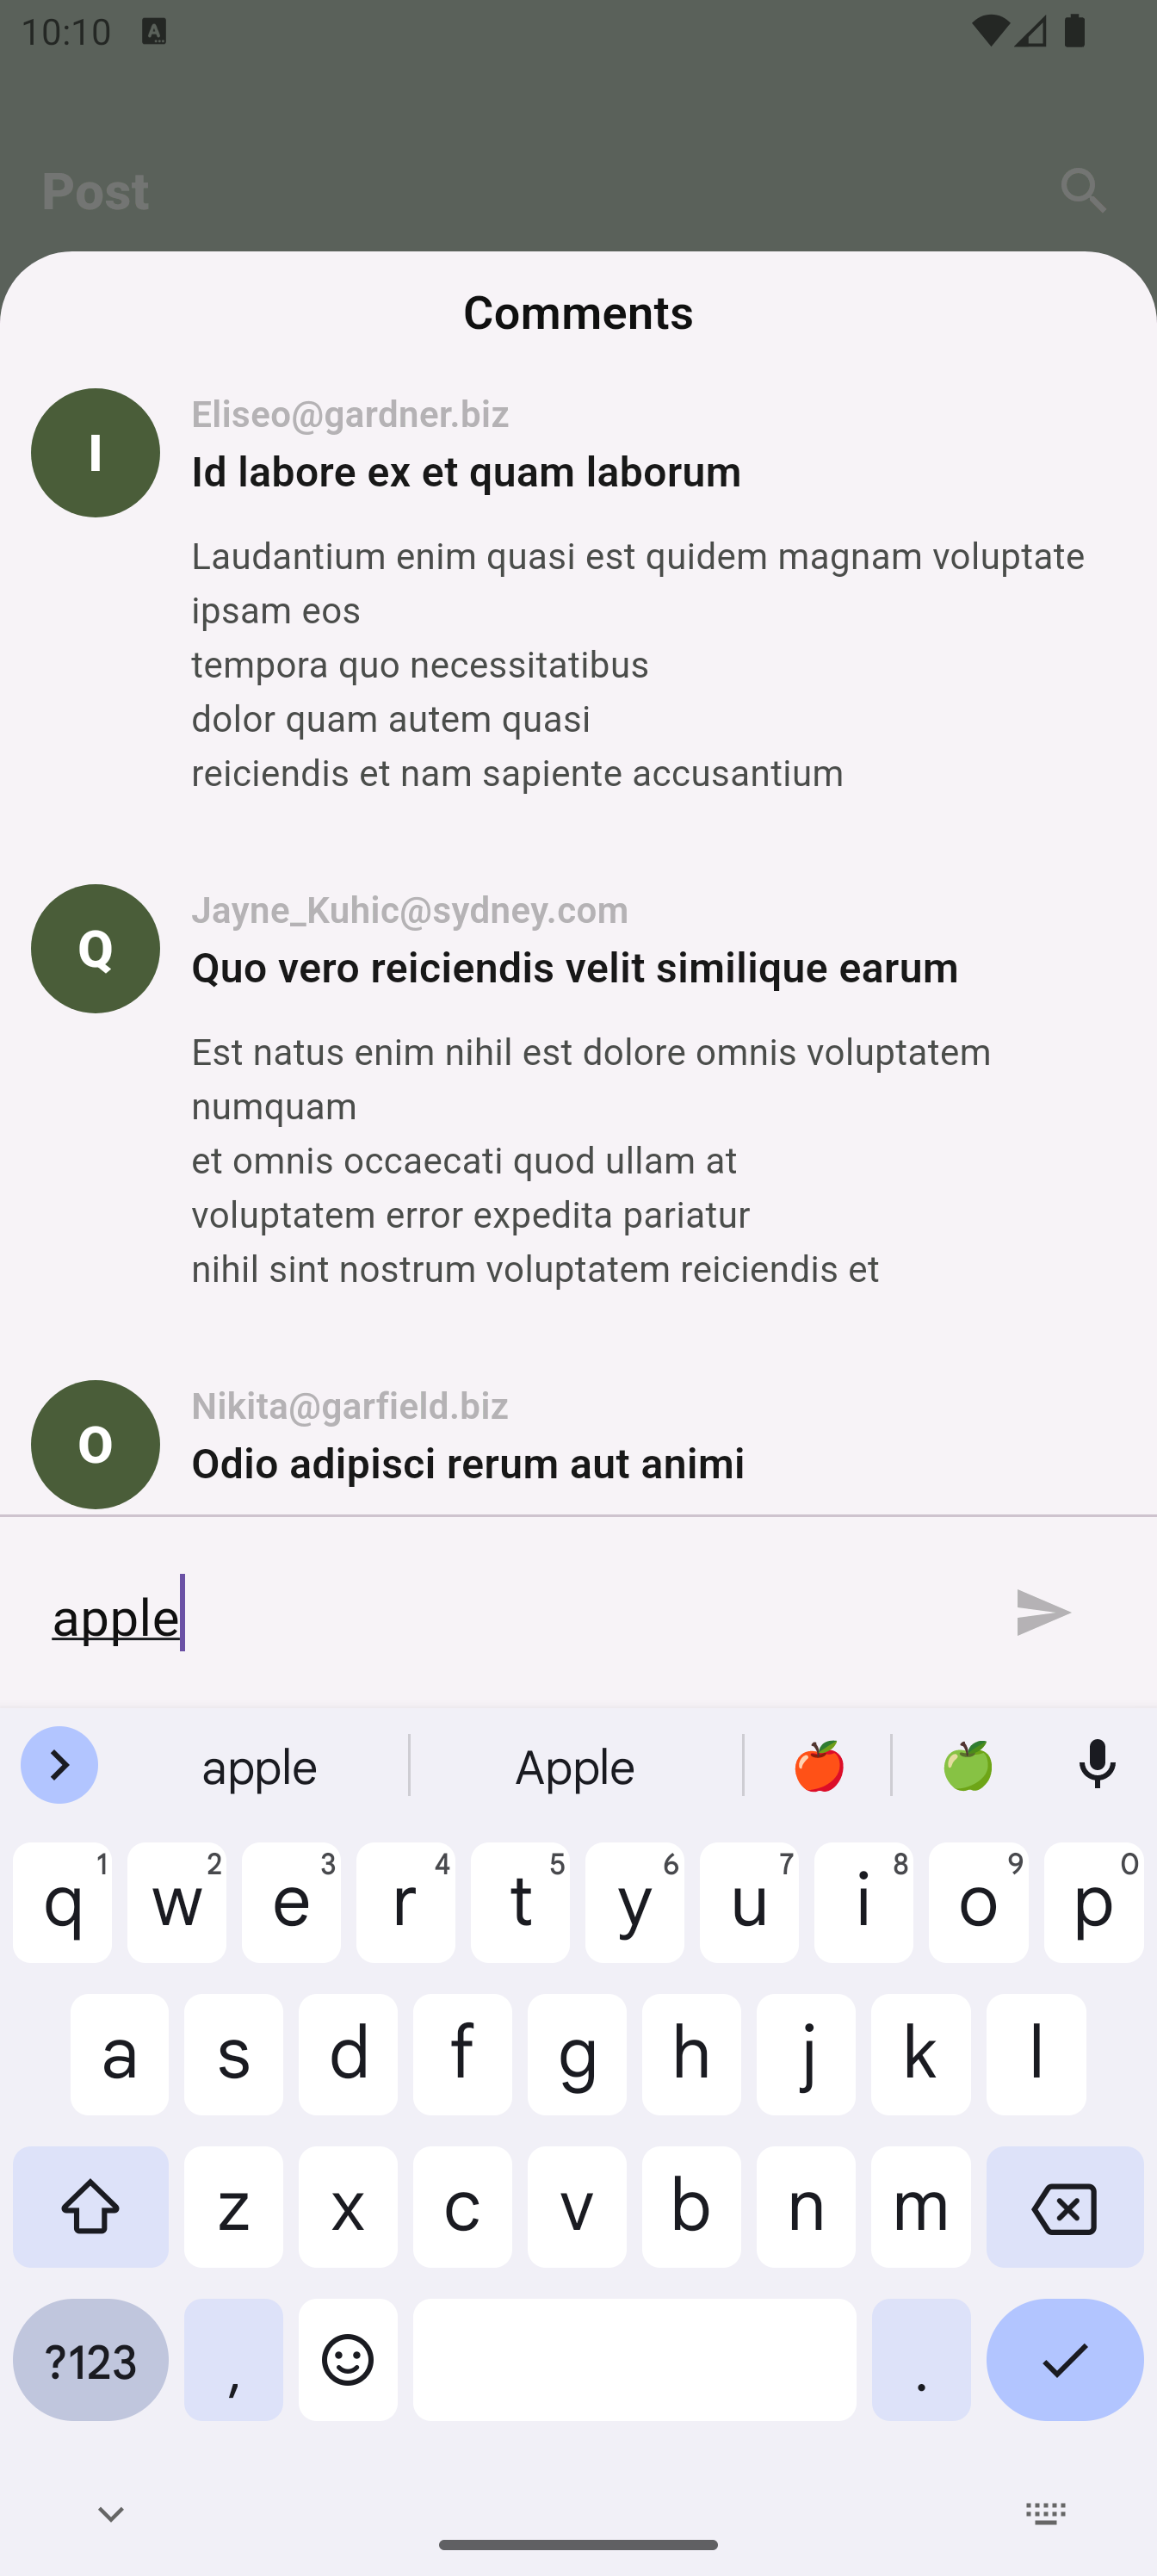 10:10
Post
Comments
I
Eliseo@gardner.biz
Id labore ex et quam laborum
Laudantium enim quasi est quidem magnam voluptate
ipsam eos
tempora quo necessitatibus
dolor quam autem quasi
reiciendis et nam sapiente accusantium
Q
Jayne_Kuhic@sydney.com
Quo vero reiciendis velit similique earum
Est natus enim nihil est dolore omnis voluptatem
numquam
et omnis occaecati quod ullam at
voluptatem error expedita pariatur
nihil sint nostrum voluptatem reiciendis et
O
Nikita@garfield.biz
Odio adipisci rerum aut animi
apple
apple Apple 🍎 🍏
q 1 w 2 e 3 r 4 t 5 y 6 u 7 i 8 o 9 p 0
a s d f g h j k l
z x c v b n m
?123 , .